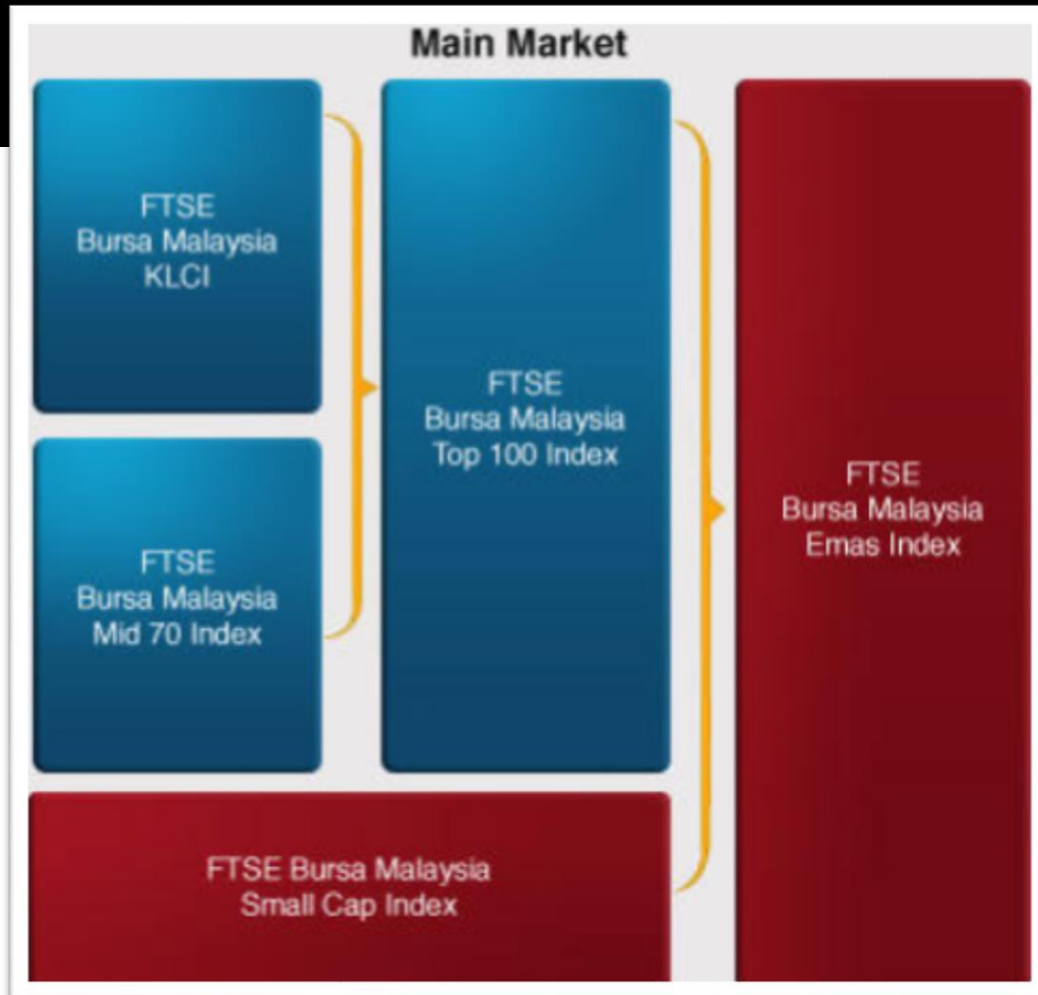 Main Market
FTSE
Bursa Malaysia
KLCI
FTSE
Bursa Malaysia
Mid 70 Index
FTSE
Bursa Malaysia
Top 100 Index
FTSE
Bursa Malaysia
Emas Index
FTSE Bursa Malaysia
Small Cap Index